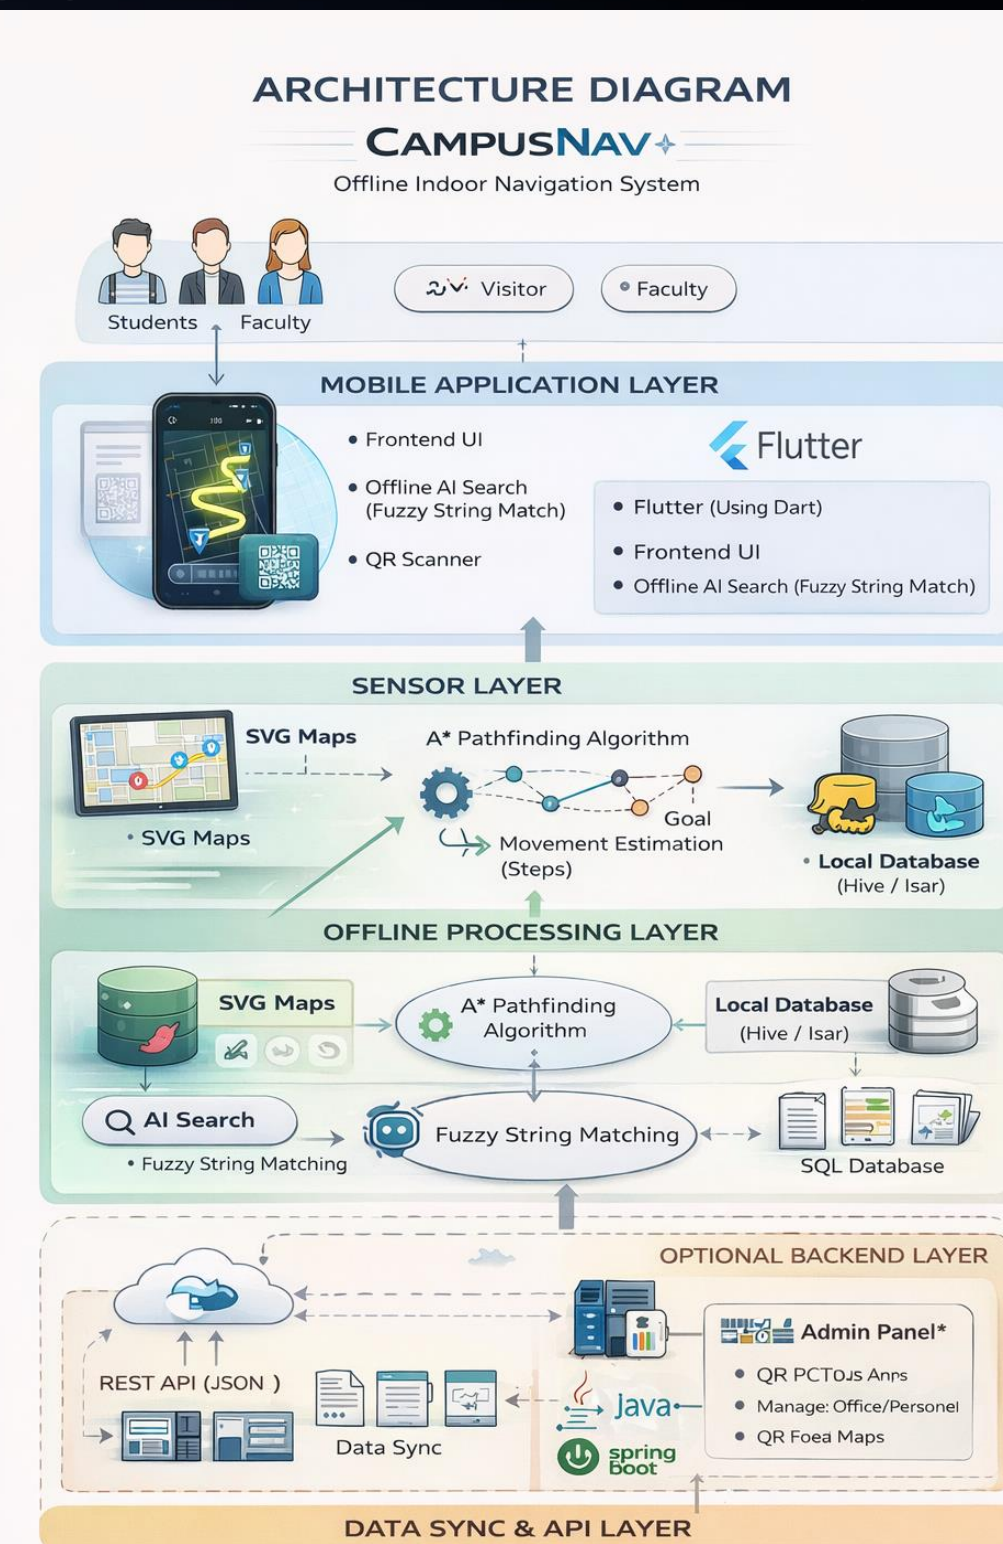 ARCHITECTURE DIAGRAM
CAMPUSNAV
Offline Indoor Navigation System
Students
Faculty
Visitor
Faculty
MOBILE APPLICATION LAYER
• Frontend UI
• Offline AI Search
(Fuzzy String Match)
• QR Scanner
Flutter
• Flutter (Using Dart)
• Frontend UI
• Offline AI Search (Fuzzy String Match)
SENSOR LAYER
SVG Maps
• SVG Maps
A* Pathfinding Algorithm
Goal
Movement Estimation
(Steps)
• Local Database
(Hive / Isar)
OFFLINE PROCESSING LAYER
SVG Maps
A* Pathfinding
Algorithm
Local Database
(Hive / Isar)
AI Search
• Fuzzy String Matching
Fuzzy String Matching
SQL Database
OPTIONAL BACKEND LAYER
REST API (JSON )
Data Sync
Java
spring
boot
Admin Panel*
• QR
• Manage: Office/Personel
• QR Foea Maps
DATA SYNC & API LAYER